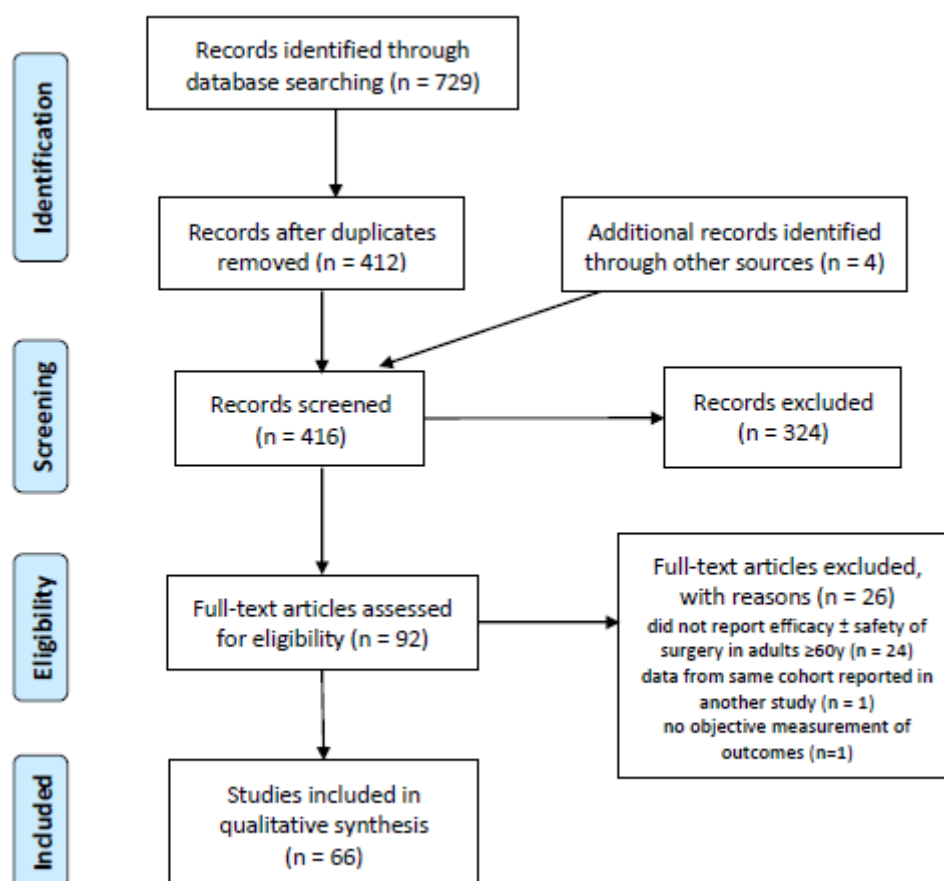 Identification
Records identified through
database searching (n = 729)
Records after duplicates
removed (n = 412)
Additional records identified
through other sources (n = 4)
Screening
Records screened
(n = 416)
Records excluded
(n = 324)
Eligibility
Full-text articles assessed
for eligibility (n = 92)
Full-text articles excluded,
with reasons (n = 26)
did not report efficacy ± safety of
surgery in adults ≥60y (n = 24)
data from same cohort reported in
another study (n = 1)
no objective measurement of
outcomes (n=1)
Included
Studies included in
qualitative synthesis
(n = 66)